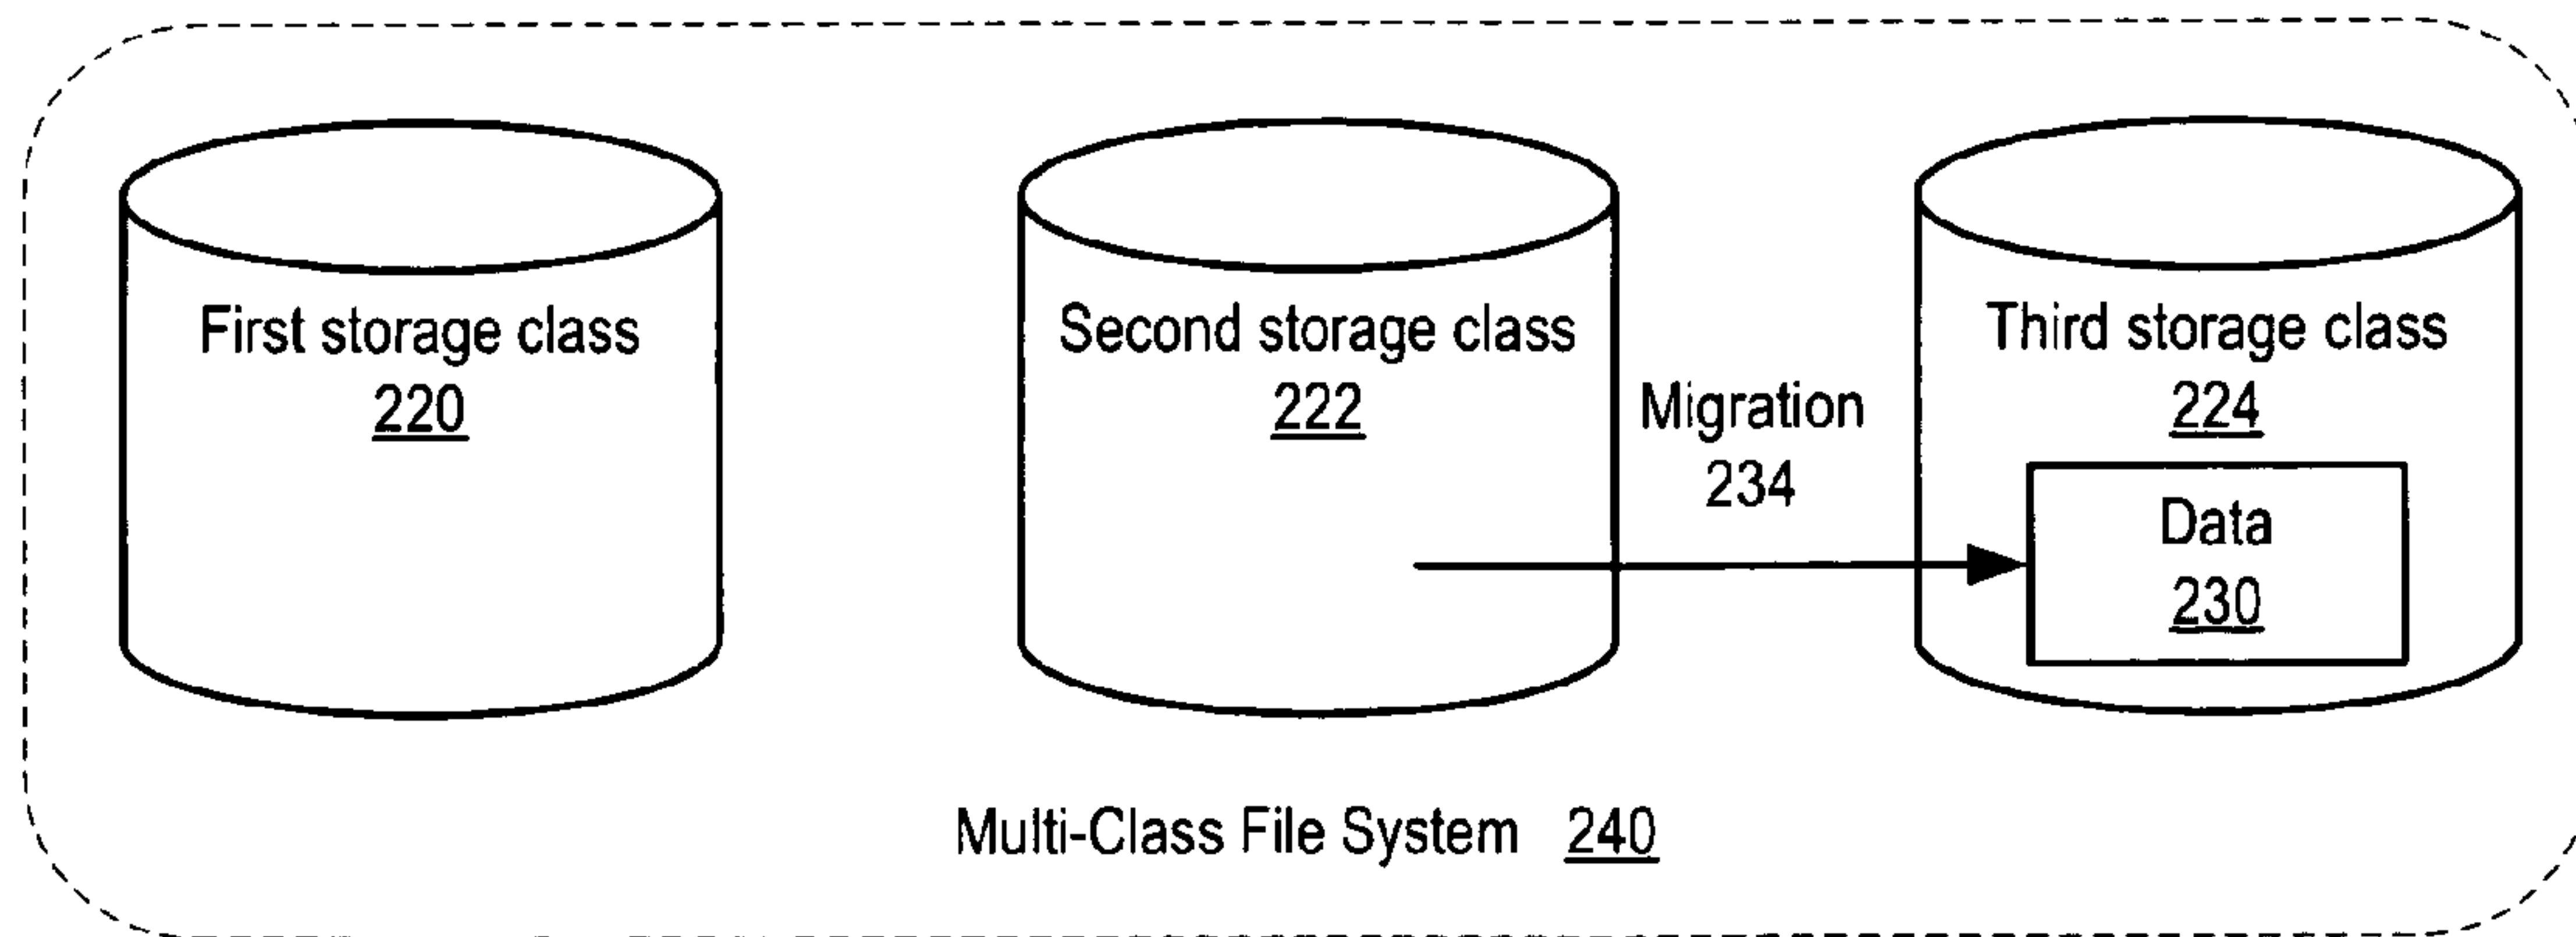 First storage class
220
Second storage class
222
Migration
234
Third storage class
224
Data
230
Multi-Class File System 240